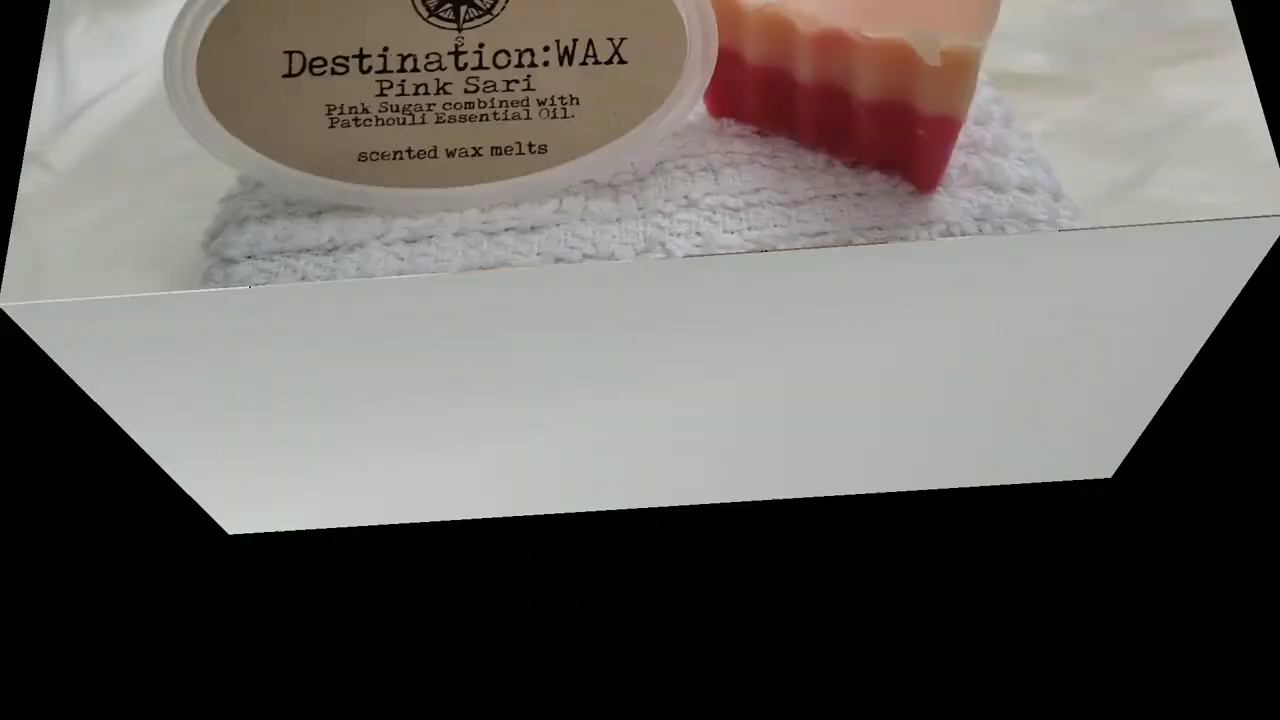 S
Destination:WAX
Pink Sari
Pink Sugar combined with
Patchouli Essential Oil.
scented wax melts